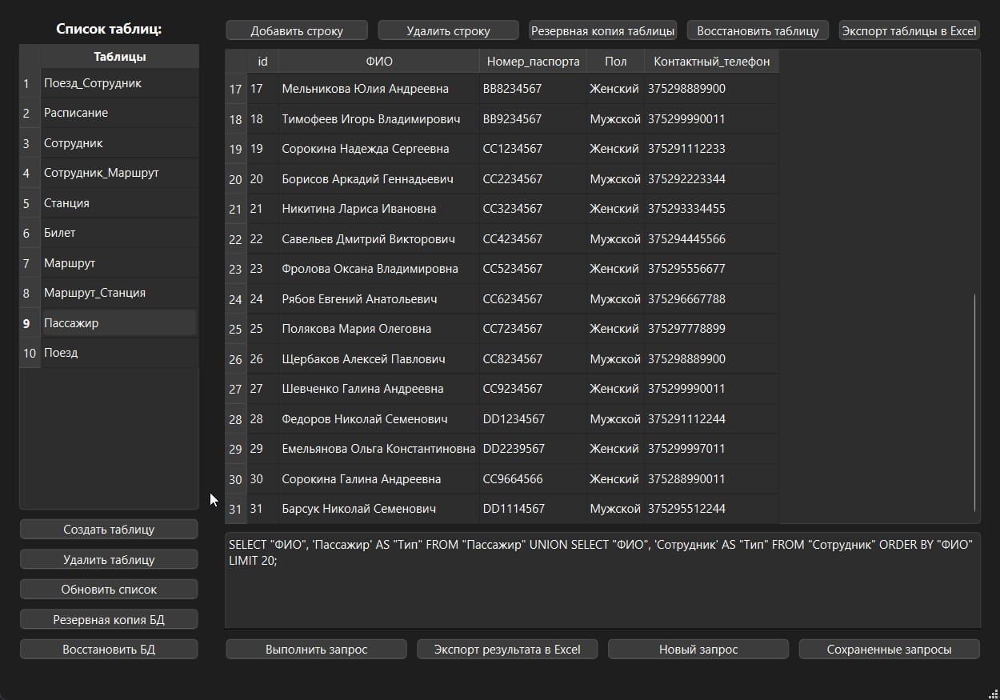 Список таблиц:
Таблицы
1 Поезд_Сотрудник
2 Расписание
3 Сотрудник
4 Сотрудник_Маршрут
5 Станция
6 Билет
7 Маршрут
8 Маршрут_Станция
9 Пассажир
10 Поезд
Создать таблицу
Удалить таблицу
Обновить список
Резервная копия БД
Восстановить БД
Добавить строку Удалить строку Резервная копия таблицы Восстановить таблицу Экспорт таблицы в Excel
id ФИО Номер_паспорта Пол Контактный_телефон
17 17 Мельникова Юлия Андреевна BB8234567 Женский 375298889900
18 18 Тимофеев Игорь Владимирович BB9234567 Мужской 375299990011
19 19 Сорокина Надежда Сергеевна CC1234567 Женский 375291112233
20 20 Борисов Аркадий Геннадьевич CC2234567 Мужской 375292223344
21 21 Никитина Лариса Ивановна CC3234567 Женский 375293334455
22 22 Савельев Дмитрий Викторович CC4234567 Мужской 375294445566
23 23 Фролова Оксана Владимировна CC5234567 Женский 375295556677
24 24 Рябов Евгений Анатольевич CC6234567 Мужской 375296667788
25 25 Полякова Мария Олеговна CC7234567 Женский 375297778899
26 26 Щербаков Алексей Павлович CC8234567 Мужской 375298889900
27 27 Шевченко Галина Андреевна CC9234567 Женский 375299990011
28 28 Федоров Николай Семенович DD1234567 Мужской 375291112244
29 29 Емельянова Ольга Константиновна DD2239567 Женский 375299997011
30 30 Сорокина Галина Андреевна CC9664566 Женский 375288990011
31 31 Барсук Николай Семенович DD1114567 Мужской 375295512244
SELECT "ФИО", 'Пассажир' AS "Тип" FROM "Пассажир" UNION SELECT "ФИО", 'Сотрудник' AS "Тип" FROM "Сотрудник" ORDER BY "ФИО"
LIMIT 20;
Выполнить запрос Экспорт результата в Excel Новый запрос Сохраненные запросы